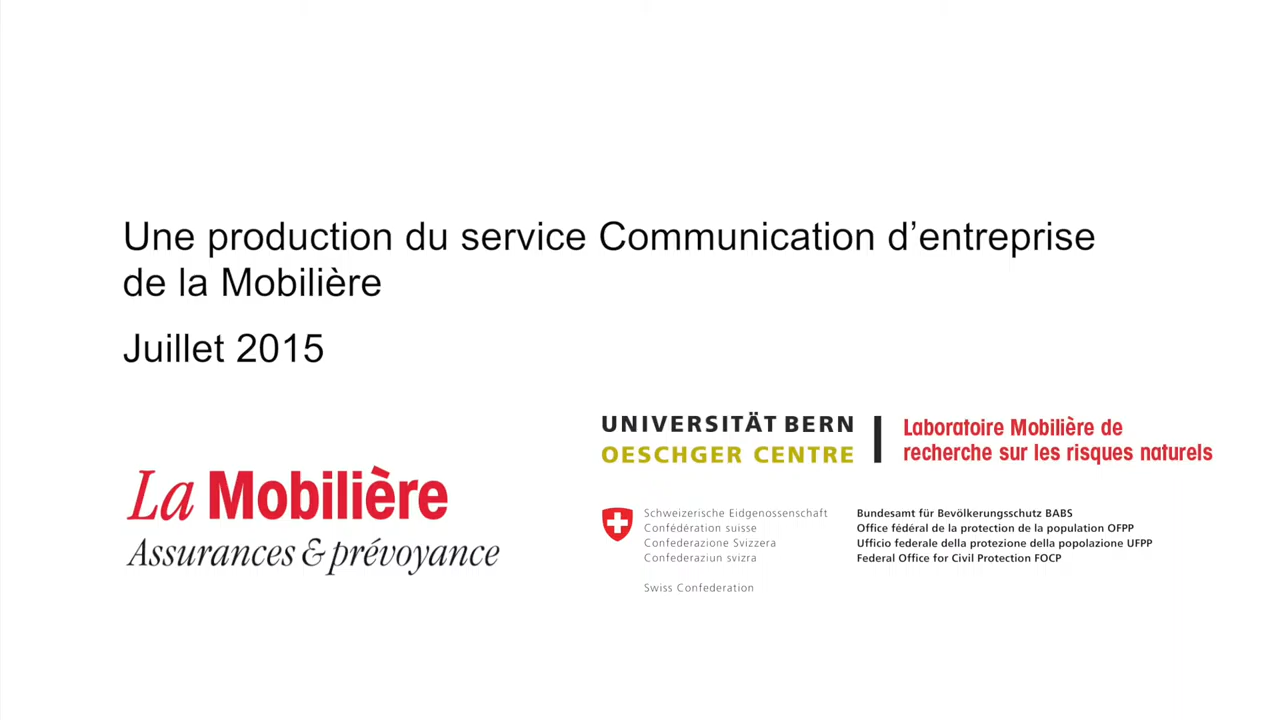 Une production du service Communication d’entreprise
de la Mobilière
Juillet 2015
La Mobilière
Assurances & prévoyance
UNIVERSITÄT BERN
OESCHGER CENTRE
Laboratoire Mobilière de
recherche sur les risques naturels
Schweizerische Eidgenossenschaft
Confédération suisse
Confederazione Svizzera
Confederaziun svizra
Swiss Confederation
Bundesamt für Bevölkerungsschutz BABS
Office fédéral de la protection de la population OFPP
Ufficio federale della protezione della popolazione UFPP
Federal Office for Civil Protection FOCP